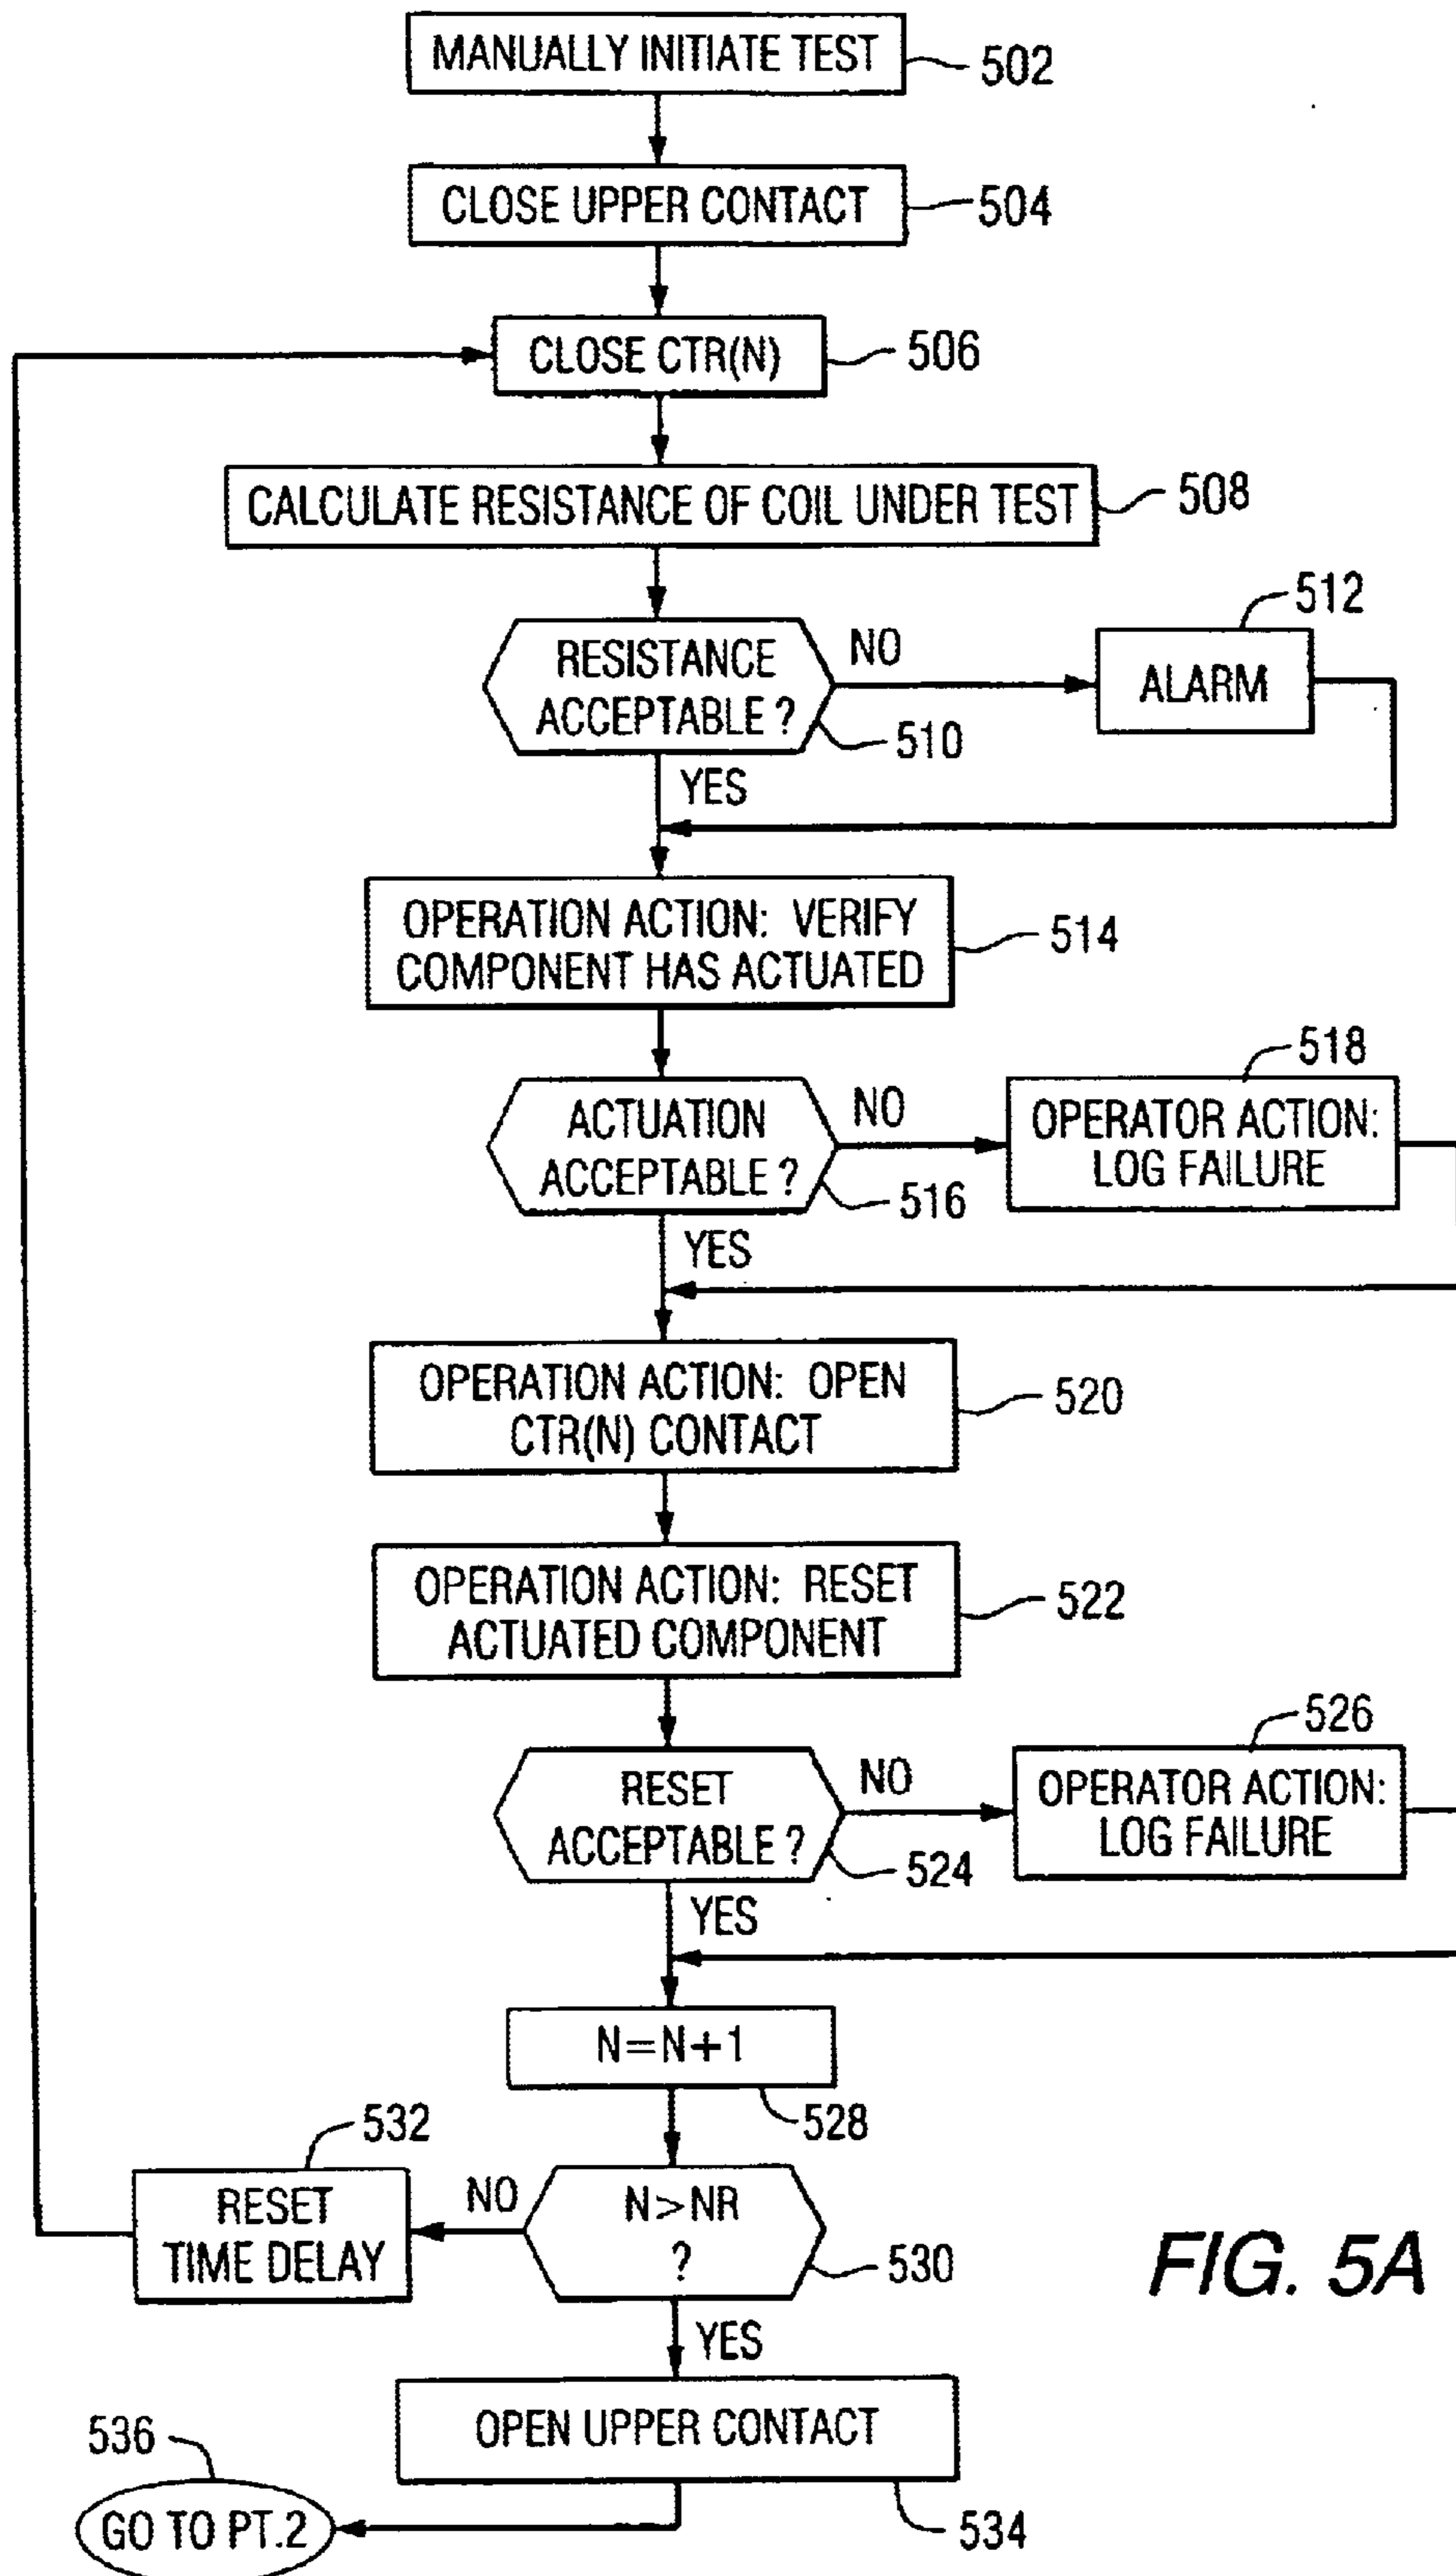 MANUALLY INITIATE TEST
502
CLOSE UPPER CONTACT
504
CLOSE CTR(N)
506
CALCULATE RESISTANCE OF COIL UNDER TEST
508
RESISTANCE
ACCEPTABLE ?
510
NO
YES
512
ALARM
OPERATION ACTION: VERIFY
COMPONENT HAS ACTUATED
514
ACTUATION
ACCEPTABLE ?
516
NO
YES
518
OPERATOR ACTION:
LOG FAILURE
OPERATION ACTION: OPEN
CTR(N) CONTACT
520
OPERATION ACTION: RESET
ACTUATED COMPONENT
522
RESET
ACCEPTABLE ?
524
NO
YES
526
OPERATOR ACTION:
LOG FAILURE
N=N+1
528
N>NR
?
530
NO
YES
532
RESET
TIME DELAY
OPEN UPPER CONTACT
534
536
GO TO PT.2
FIG. 5A